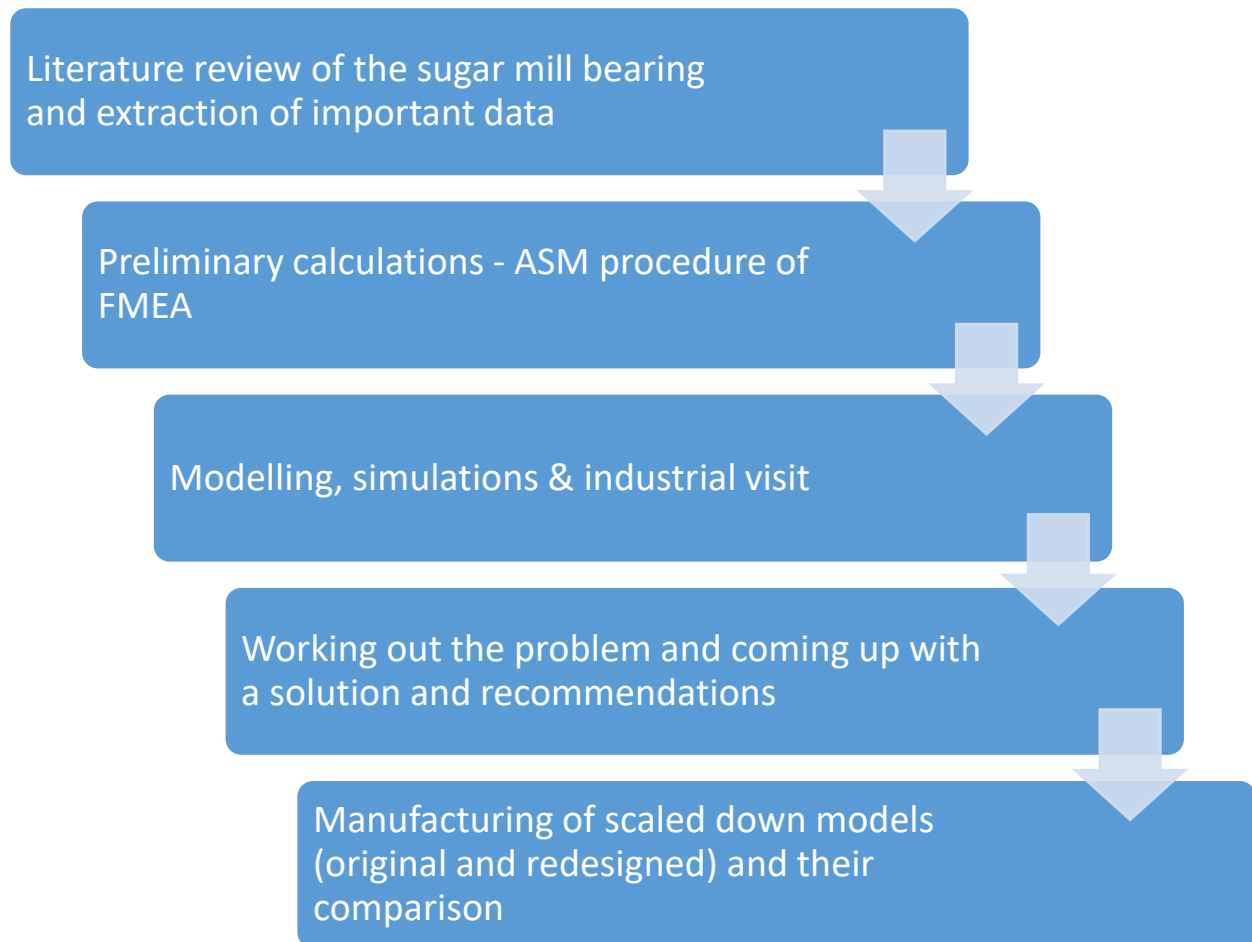 Literature review of the sugar mill bearing
and extraction of important data
Preliminary calculations - ASM procedure of
FMEA
Modelling, simulations & industrial visit
Working out the problem and coming up with
a solution and recommendations
Manufacturing of scaled down models
(original and redesigned) and their
comparison